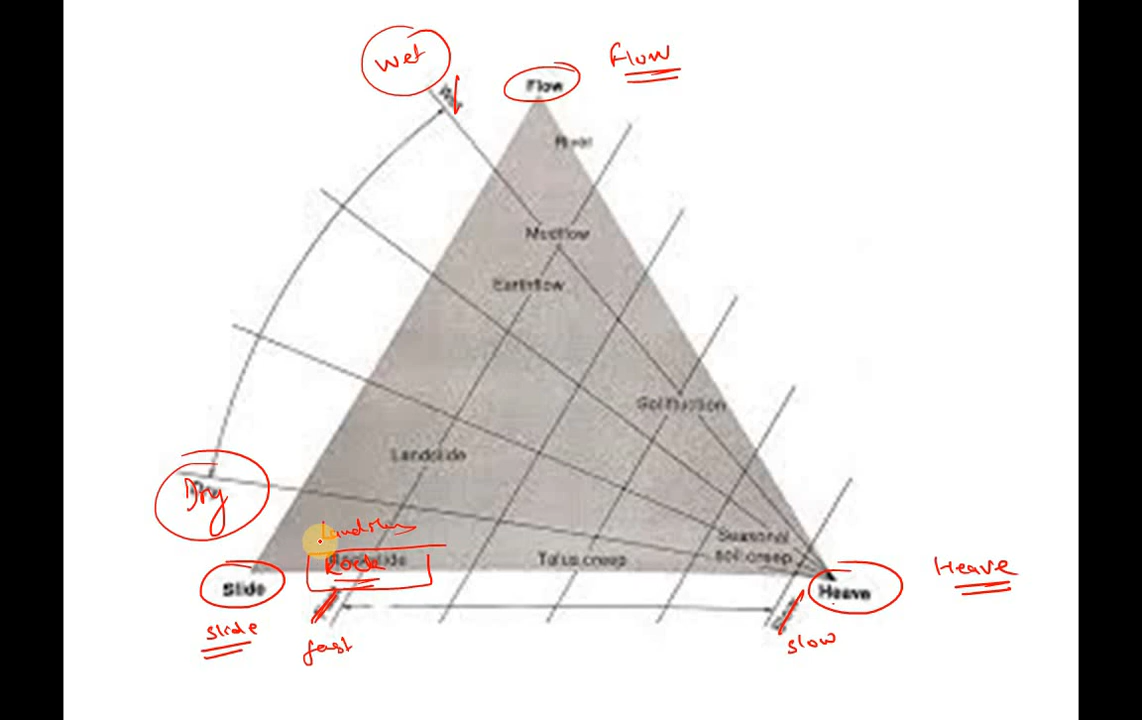 wet
Flow
Flow
River
Mudflow
Earthflow
Solifluction
Landslide
Dry
Seasonal
soil creep
Talus creep
Rock
Slide
Heave
Heave
slide
fast
slow